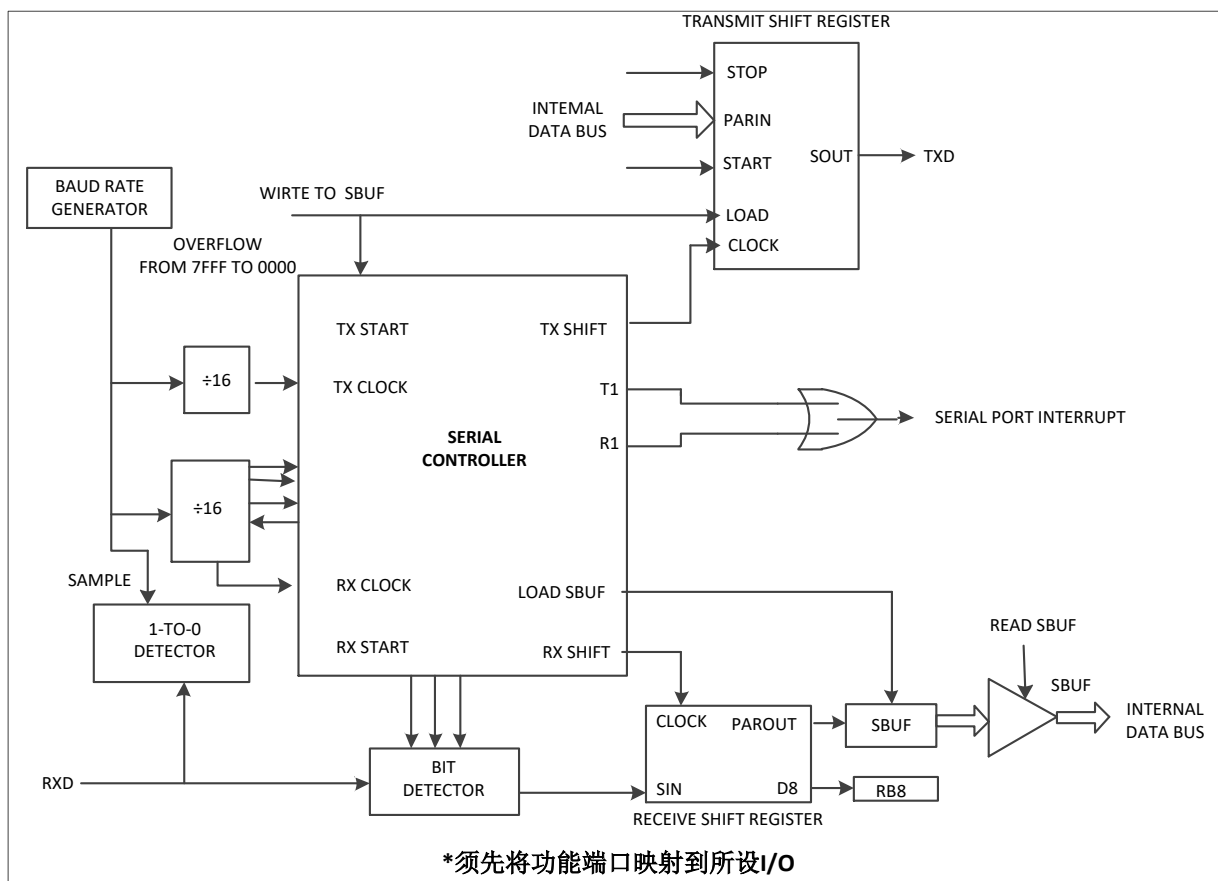 TRANSMIT SHIFT REGISTER
STOP
INTEMAL
DATA BUS
PARIN
START
SOUT
TXD
BAUD RATE
GENERATOR
WIRTE TO SBUF
LOAD
CLOCK
OVERFLOW
FROM 7FFF TO 0000
TX START
TX SHIFT
÷16
TX CLOCK
T1
SERIAL PORT INTERRUPT
SERIAL
CONTROLLER
R1
÷16
SAMPLE
RX CLOCK
LOAD SBUF
1-TO-0
DETECTOR
RX START
RX SHIFT
READ SBUF
SBUF
CLOCK
PAROUT
SBUF
INTERNAL
DATA BUS
RXD
BIT
DETECTOR
SIN
D8
RB8
RECEIVE SHIFT REGISTER
*须先将功能端口映射到所设I/O